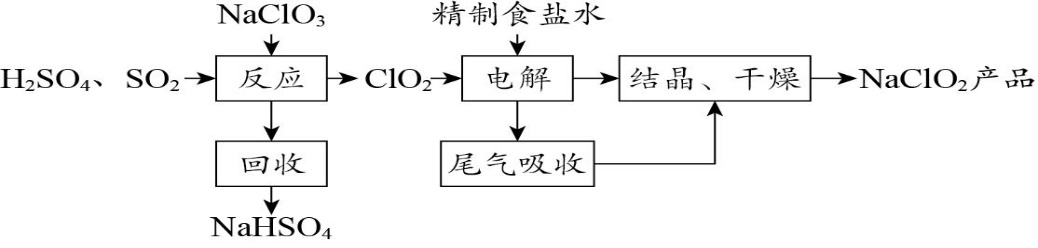 NaClO₃ 精制食盐水
H₂SO₄、SO₂ 反应 ClO₂ 电解 结晶、干燥 NaClO₂产品
回收 尾气吸收
NaHSO₄